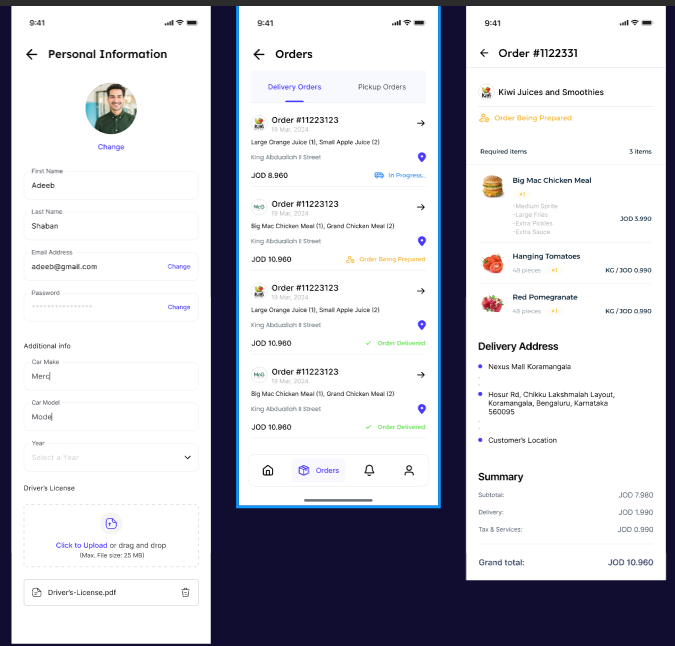 9:41
Personal Information
Change
First Name
Adeeb
Last Name
Shaban
Email Address
adeeb@gmail.com
Change
Password
****************
Change
Additional info
Car Make
Merc
Car Model
Mode
Year
Select a Year
Driver's License
Click to Upload or drag and drop
(Max. File size: 25 MB)
Driver's-License.pdf
9:41
Orders
Delivery Orders
Pickup Orders
Order #11223123
19 Mar, 2024
Large Orange Juice (1), Small Apple Juice (2)
King Abduallah II Street
JOD 8.960
In Progress..
Order #11223123
19 Mar, 2024
Big Mac Chicken Meal (1), Grand Chicken Meal (2)
King Abduallah II Street
JOD 10.960
Order Being Prepared
Order #11223123
19 Mar, 2024
Large Orange Juice (1), Small Apple Juice (2)
King Abduallah II Street
JOD 10.960
Order Delivered
Order #11223123
19 Mar, 2024
Big Mac Chicken Meal (1), Grand Chicken Meal (2)
King Abduallah II Street
JOD 10.960
Order Delivered
Orders
9:41
Order #1122331
Kiwi Juices and Smoothies
Order Being Prepared
Required items
3 items
Big Mac Chicken Meal
×1
-Medium Sprite
-Large Fries
-Extra Pickles
-Extra Sauce
JOD 3.990
Hanging Tomatoes
48 pieces ×1
KG / JOD 0.990
Red Pomegranate
48 pieces ×1
KG / JOD 0.990
Delivery Address
Nexus Mall Koramangala
Hosur Rd, Chikku Lakshmaiah Layout,
Koramangala, Bengaluru, Karnataka
560095
Customer's Location
Summary
Subtotal:
JOD 7.980
Delivery:
JOD 1.990
Tax & Services:
JOD 0.990
Grand total:
JOD 10.960